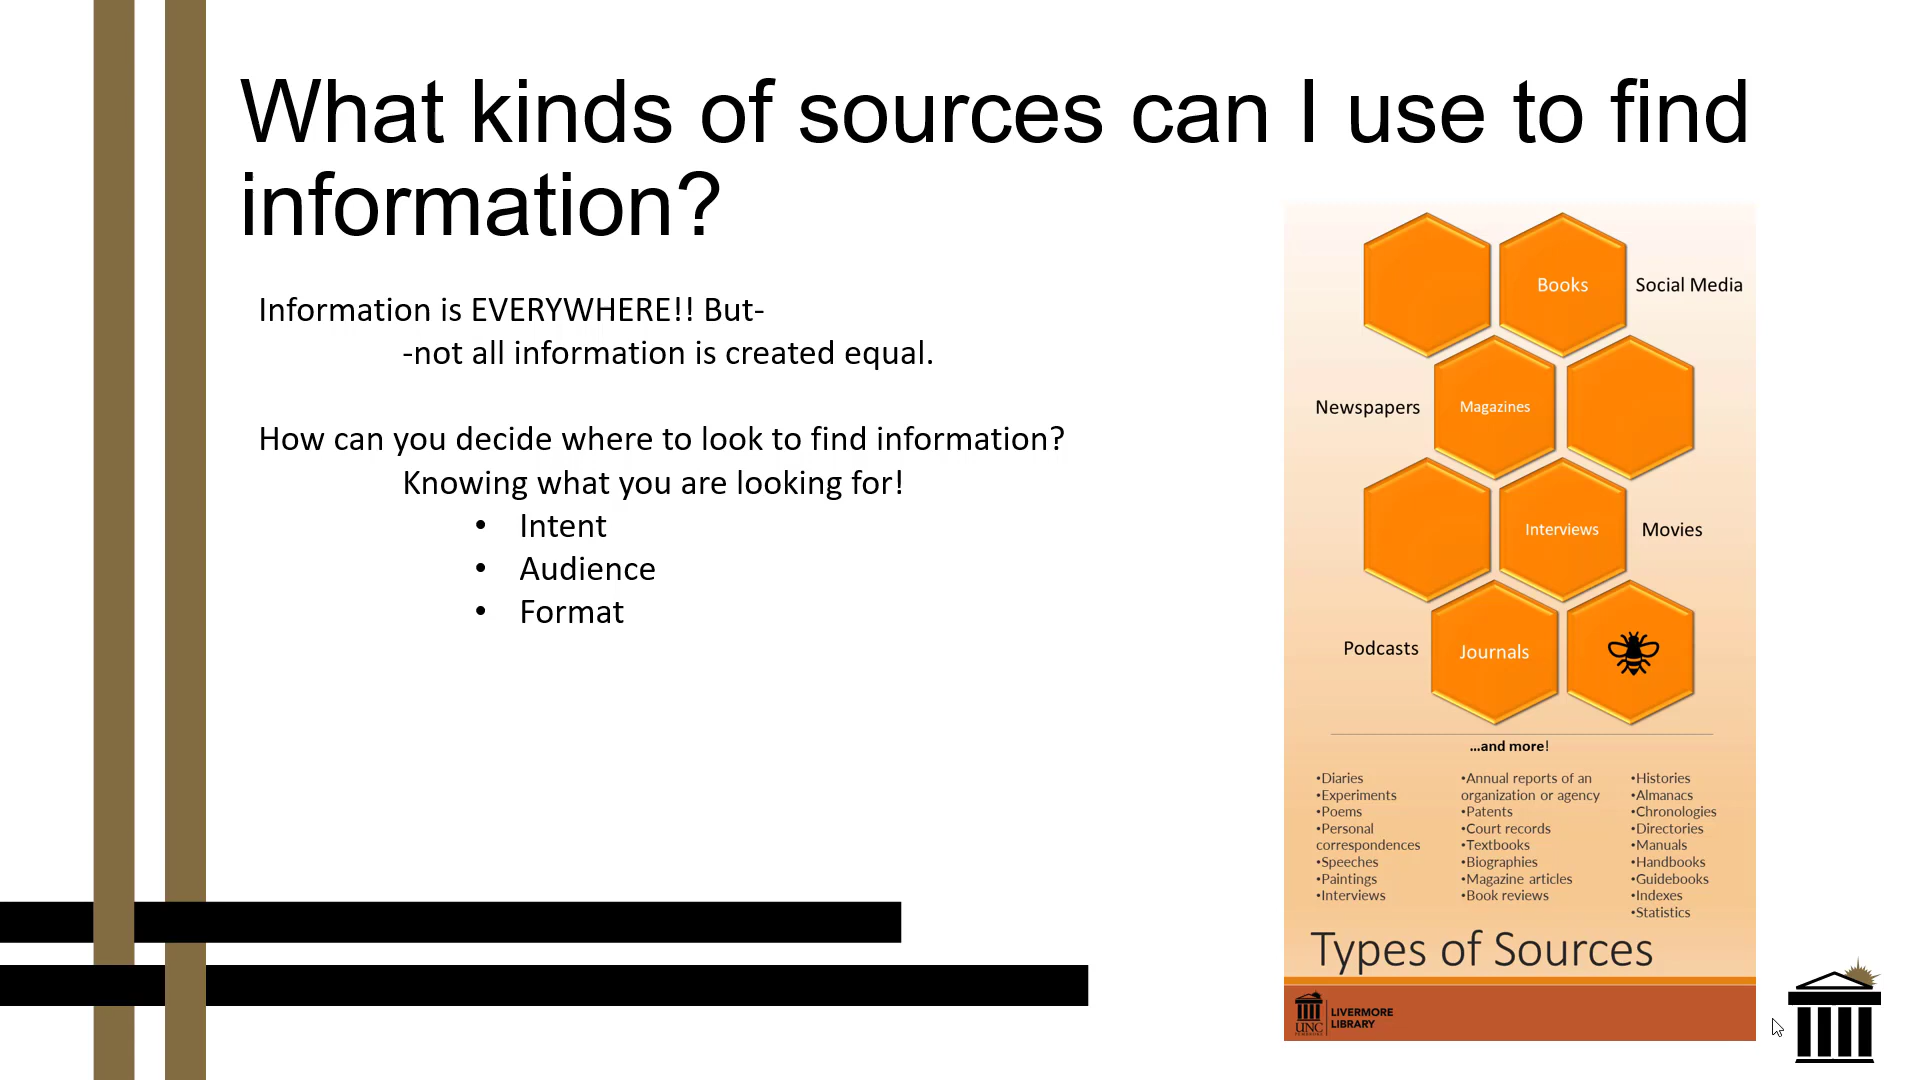 What kinds of sources can I use to find
information?
Information is EVERYWHERE!! But-
-not all information is created equal.
How can you decide where to look to find information?
Knowing what you are looking for!
• Intent
• Audience
• Format
Books
Social Media
Newspapers
Magazines
Interviews
Movies
Podcasts
Journals
...and more!
•Diaries
•Experiments
•Poems
•Personal
correspondences
•Speeches
•Paintings
•Interviews
•Annual reports of an
organization or agency
•Patents
•Court records
•Textbooks
•Biographies
•Magazine articles
•Book reviews
•Histories
•Almanacs
•Chronologies
•Directories
•Manuals
•Handbooks
•Guidebooks
•Indexes
•Statistics
Types of Sources
UNC
LIVERMORE
LIBRARY